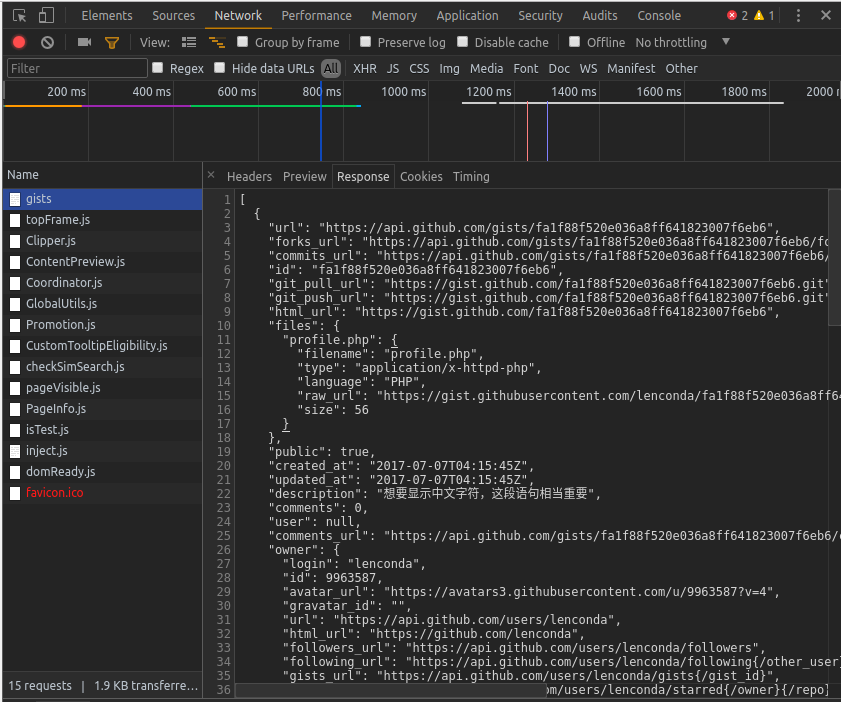 Elements Sources Network Performance Memory Application Security Audits Console 2 1
View: Group by frame Preserve log Disable cache Offline No throttling
Filter Regex Hide data URLs All XHR JS CSS Img Media Font Doc WS Manifest Other
200 ms 400 ms 600 ms 800 ms 1000 ms 1200 ms 1400 ms 1600 ms 1800 ms 2000
Name
gists
topFrame.js
Clipper.js
ContentPreview.js
Coordinator.js
GlobalUtils.js
Promotion.js
CustomTooltipEligibility.js
checkSimSearch.js
pageVisible.js
PageInfo.js
isTest.js
inject.js
domReady.js
favicon.ico
15 requests | 1.9 KB transferre...
× Headers Preview Response Cookies Timing
1 [
2 {
3 "url": "https://api.github.com/gists/fa1f88f520e036a8ff641823007f6eb6",
4 "forks_url": "https://api.github.com/gists/fa1f88f520e036a8ff641823007f6eb6/fo
5 "commits_url": "https://api.github.com/gists/fa1f88f520e036a8ff641823007f6eb6/
6 "id": "fa1f88f520e036a8ff641823007f6eb6",
7 "git_pull_url": "https://gist.github.com/fa1f88f520e036a8ff641823007f6eb6.git"
8 "git_push_url": "https://gist.github.com/fa1f88f520e036a8ff641823007f6eb6.git"
9 "html_url": "https://gist.github.com/fa1f88f520e036a8ff641823007f6eb6",
10 "files": {
11 "profile.php": {
12 "filename": "profile.php",
13 "type": "application/x-httpd-php",
14 "language": "PHP",
15 "raw_url": "https://gist.githubusercontent.com/lenconda/fa1f88f520e036a8ff64
16 "size": 56
17 }
18 },
19 "public": true,
20 "created_at": "2017-07-07T04:15:45Z",
21 "updated_at": "2017-07-07T04:15:45Z",
22 "description": "想要显示中文字符，这段语句相当重要",
23 "comments": 0,
24 "user": null,
25 "comments_url": "https://api.github.com/gists/fa1f88f520e036a8ff641823007f6eb6/c
26 "owner": {
27 "login": "lenconda",
28 "id": 9963587,
29 "avatar_url": "https://avatars3.githubusercontent.com/u/9963587?v=4",
30 "gravatar_id": "",
31 "url": "https://api.github.com/users/lenconda",
32 "html_url": "https://github.com/lenconda",
33 "followers_url": "https://api.github.com/users/lenconda/followers",
34 "following_url": "https://api.github.com/users/lenconda/following{/other_user}
35 "gists_url": "https://api.github.com/users/lenconda/gists{/gist_id}",
36 m/users/lenconda/starred{/owner}{/repo}